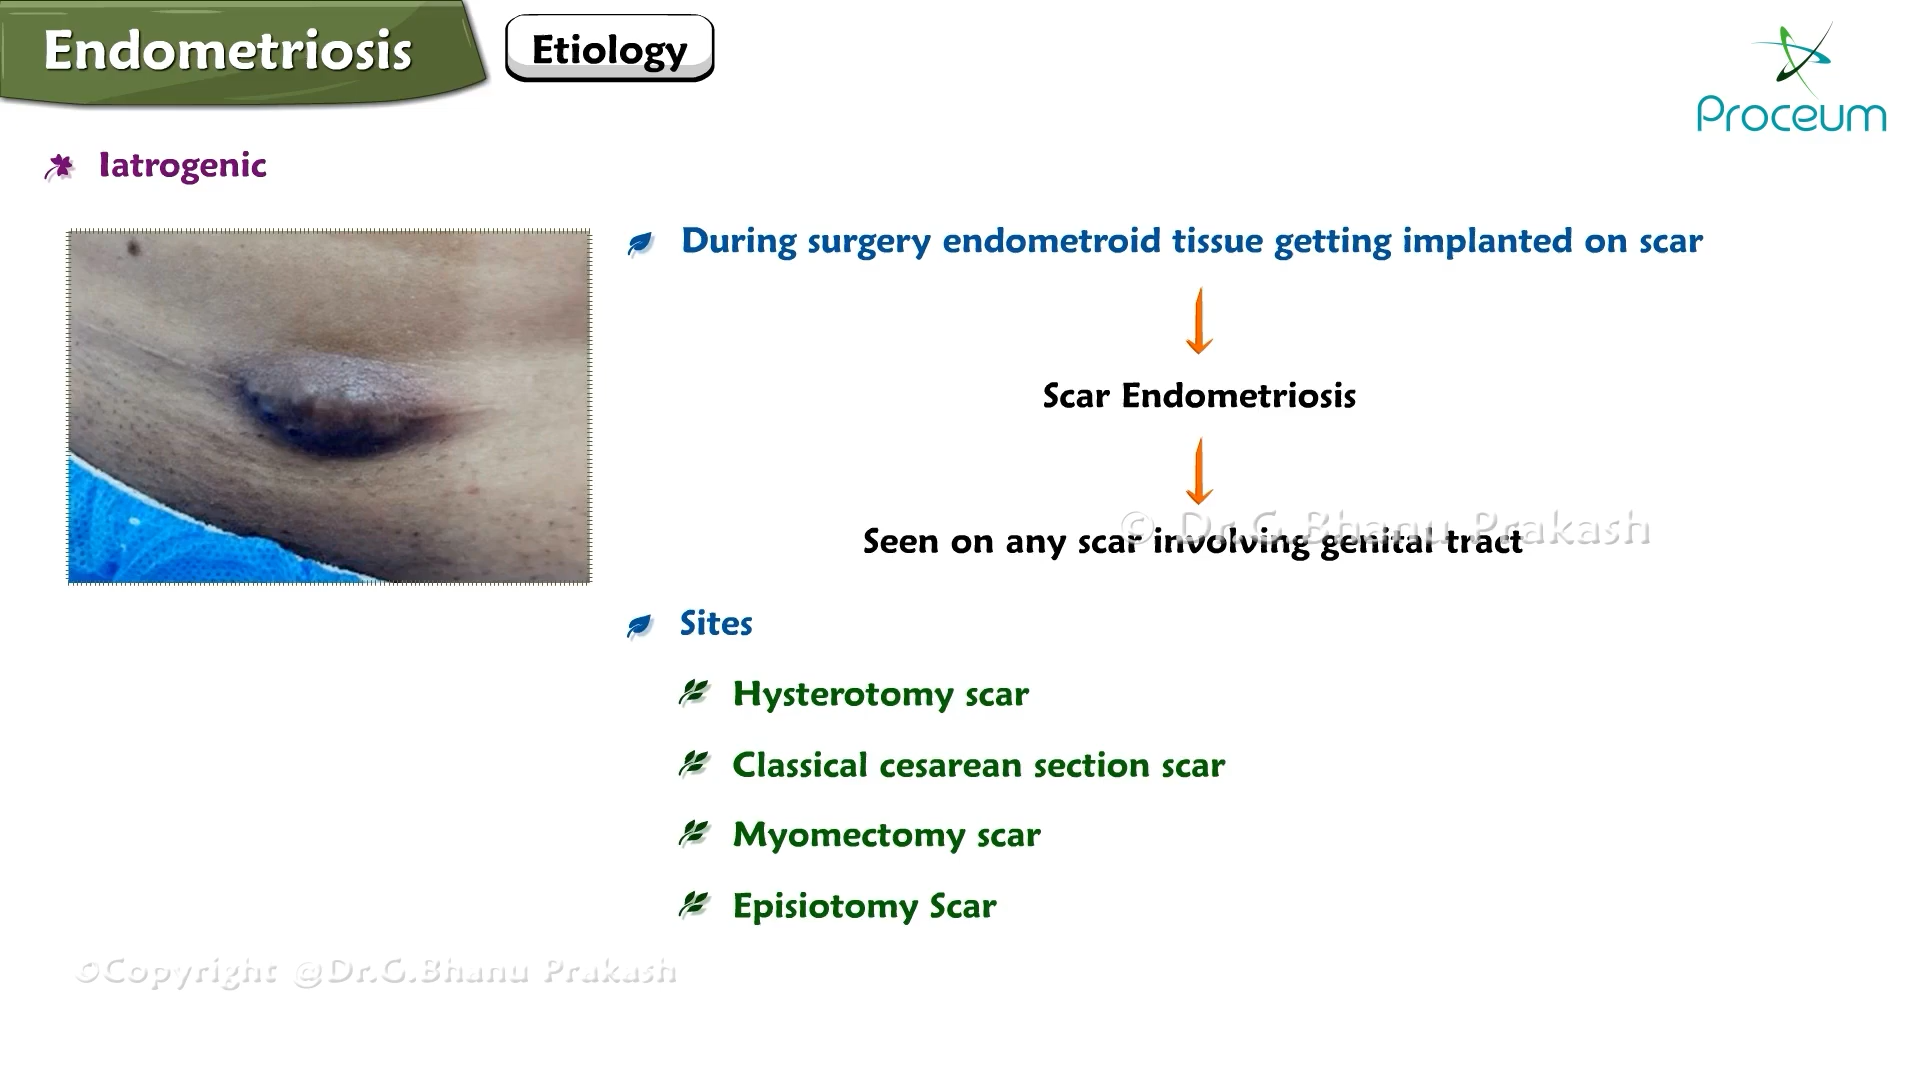 Endometriosis
Etiology
Proceum
Iatrogenic
During surgery endometroid tissue getting implanted on scar
Scar Endometriosis
© Dr.G.Bhanu Prakash
Seen on any scar involving genital tract
Sites
Hysterotomy scar
Classical cesarean section scar
Myomectomy scar
Episiotomy Scar
©Copyright @Dr.G.Bhanu Prakash